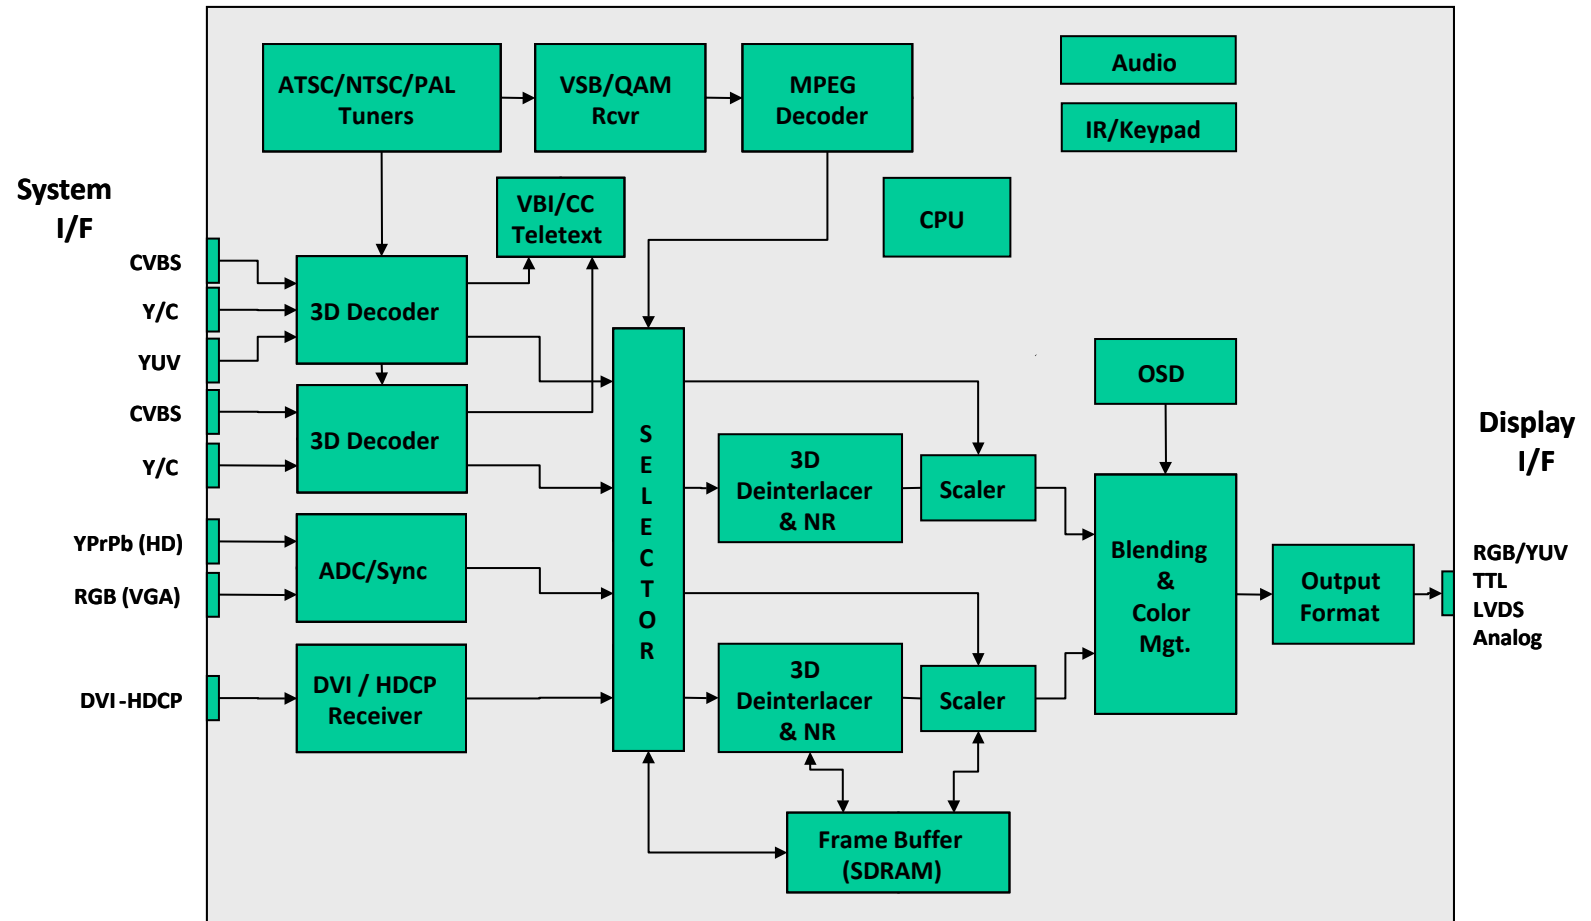 ATSC/NTSC/PAL
Tuners
VSB/QAM
Rcvr
MPEG
Decoder
Audio
IR/Keypad
System
I/F
VBI/CC
Teletext
CPU
CVBS
Y/C
YUV
3D Decoder
CVBS
Y/C
3D Decoder
YPrPb (HD)
RGB (VGA)
ADC/Sync
DVI-HDCP
DVI / HDCP
Receiver
S
E
L
E
C
T
O
R
3D
Deinterlacer
& NR
Scaler
3D
Deinterlacer
& NR
Scaler
Frame Buffer
(SDRAM)
OSD
Blending
&
Color
Mgt.
Output
Format
Display
I/F
RGB/YUV
TTL
LVDS
Analog